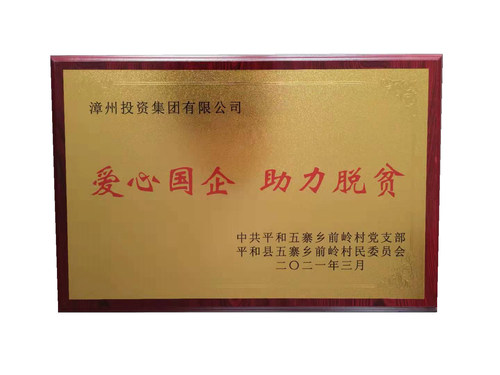 漳州投资集团有限公司
爱心国企 助力脱贫
中共平和五寨乡前岭村党支部
平和县五寨乡前岭村民委员会
二〇二一年三月